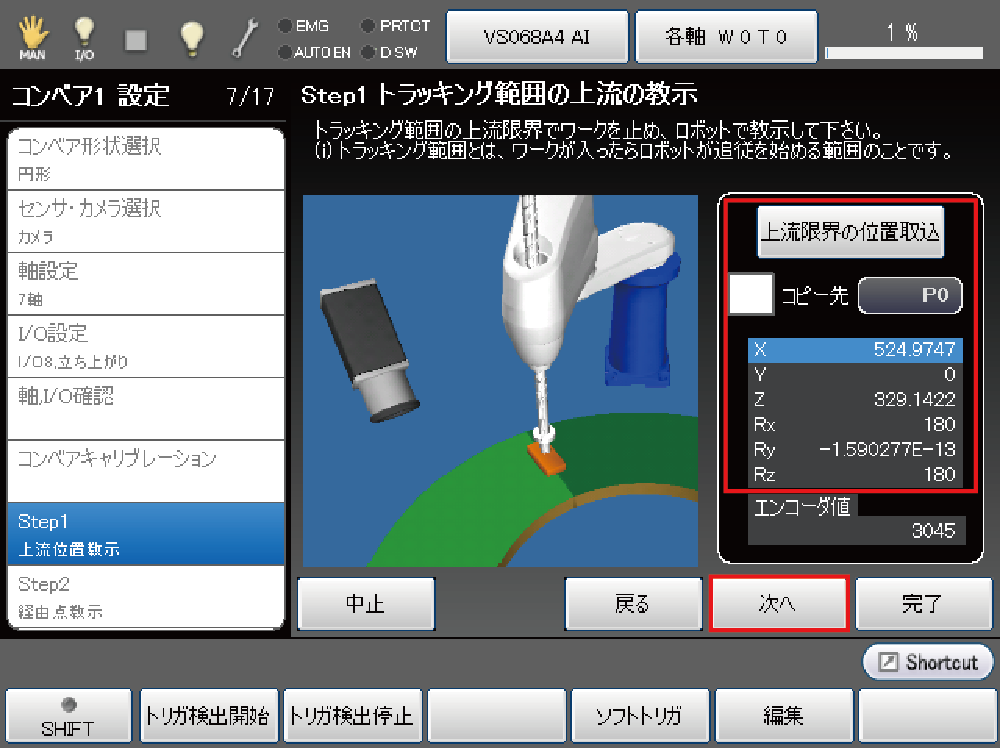 MAN
I/O
EMG
PRTCT
AUTO EN
D SW
VS068A4 AI
各軸 W0T0
1 %
コンベア1 設定 7/17
Step1 トラッキング範囲の上流の教示
トラッキング範囲の上流限界でワークを止め、ロボットで教示して下さい。
(i)トラッキング範囲とは、ワークが入ったらロボットが追従を始める範囲のことです。
コンベア形状選択
円形
センサ・カメラ選択
カメラ
軸設定
7軸
I/O設定
I/O8,立ち上がり
軸,I/O確認
コンベアキャリブレーション
Step1
上流位置教示
Step2
経由点教示
上流限界の位置取込
コピー先 P0
X 524.9747
Y 0
Z 329.1422
Rx 180
Ry -1.590277E-13
Rz 180
エンコーダ値
3045
中止
戻る
次へ
完了
Shortcut
SHIFT
トリガ検出開始
トリガ検出停止
ソフトトリガ
編集